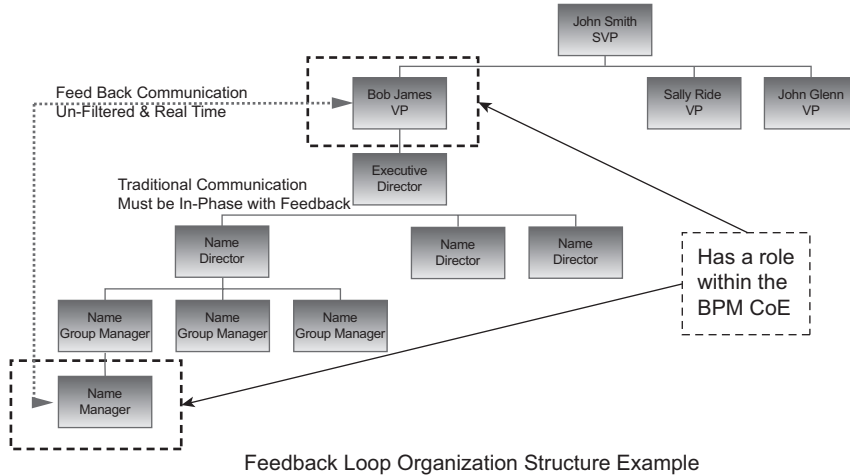 John Smith
SVP
Feed Back Communication
Un-Filtered & Real Time
Bob James
VP
Sally Ride
VP
John Glenn
VP
Executive
Director
Traditional Communication
Must be In-Phase with Feedback
Name
Director
Name
Director
Name
Director
Has a role
within the
BPM CoE
Name
Group Manager
Name
Group Manager
Name
Group Manager
Name
Manager
Feedback Loop Organization Structure Example